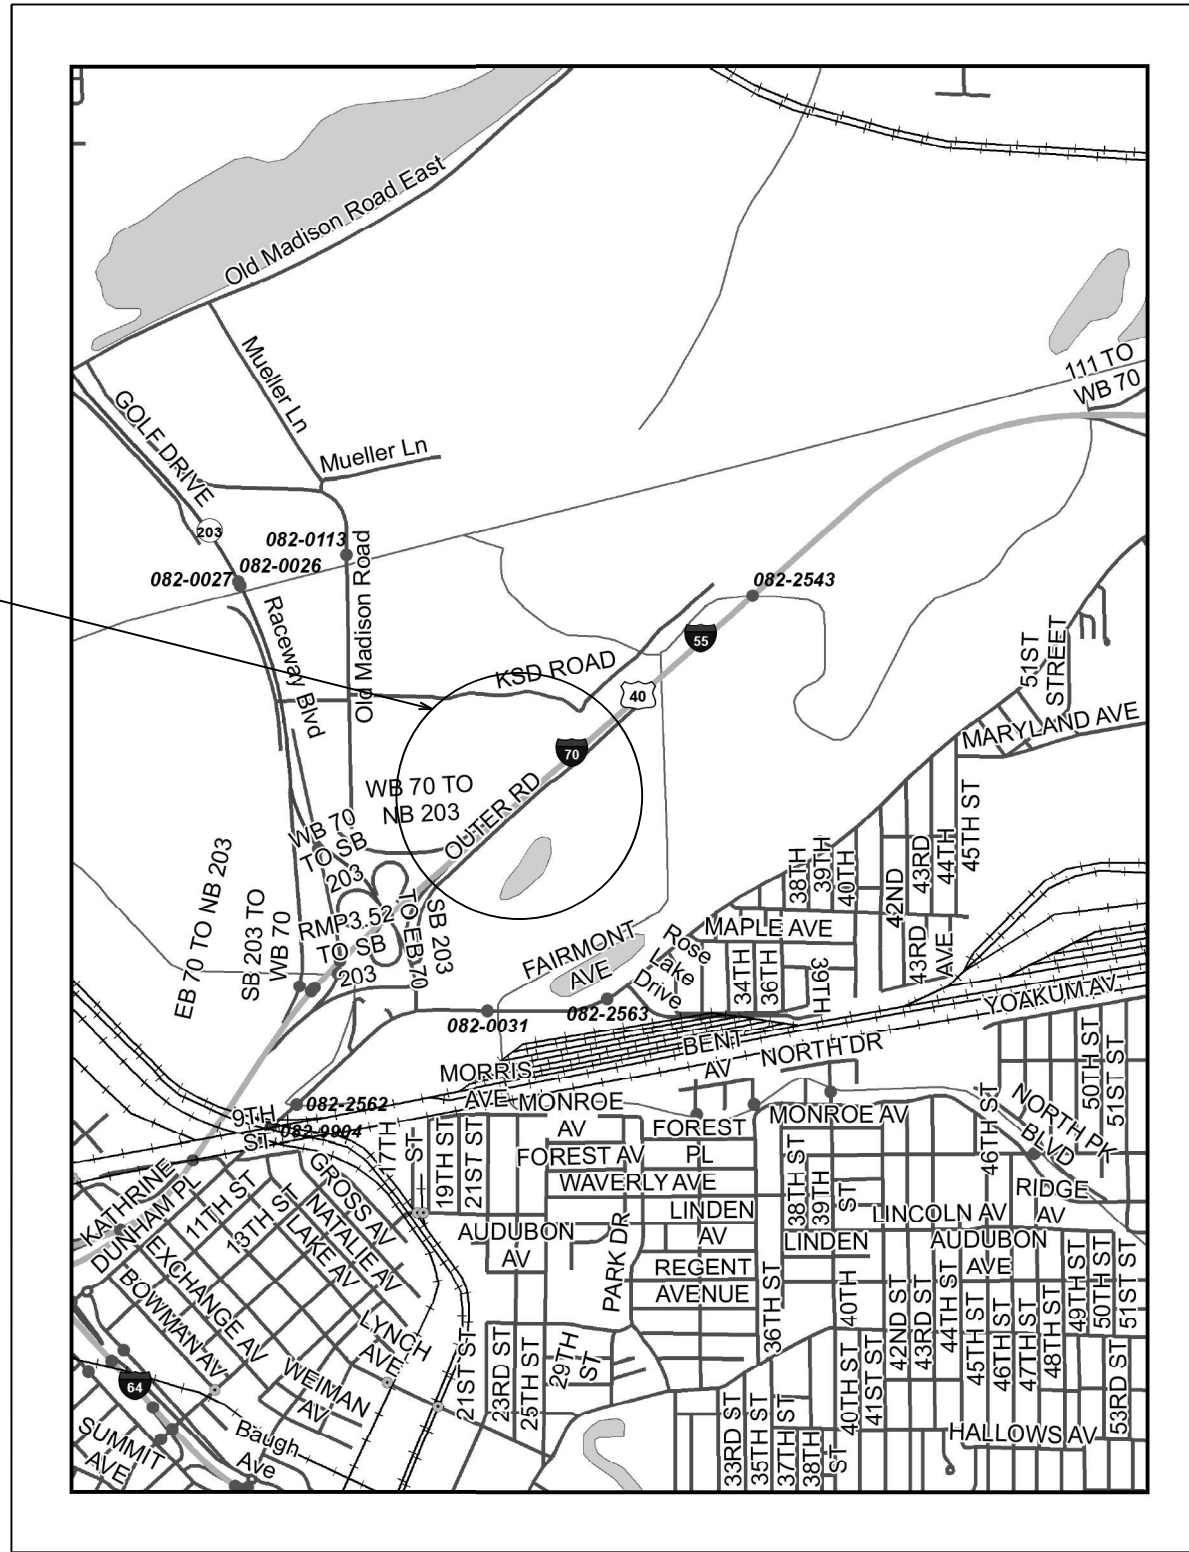 Old Madison Road East
111 TO
WB 70
Mueller Ln
GOLF DRIVE
Mueller Ln
203
082-0113
082-0026
082-0027
082-2543
Old Madison Road
Raceway Blvd
51ST
STREET
55
KSD ROAD
40
MARYLAND AVE
70
WB 70 TO
NB 203
OUTER RD
WB 70
TO SB
203
45TH ST
44TH
43RD
42ND
40TH
39TH
38TH
EB 70 TO NB 203
SB 203 TO
WB 70
RMP3,52
TO SB
203
TO EB 70
SB 203
MAPLE AVE
Rose
Lake
Drive
FAIRMONT
AVE
34TH
36TH
39TH
43RD
AVE
YOAKUM AV
082-0031
082-2563
BENT
AV
NORTH DR
MORRIS
AVE
50TH ST
51ST ST
082-2562
9TH
ST
082-9904
17TH
ST
19TH ST
21ST ST
MONROE
AV
FOREST
PL
MONROE AV
46TH ST
NORTH PK
BLVD
FOREST AV
WAVERLY AVE
38TH ST
39TH
ST
RIDGE
AV
KATHRINE
DUNHAM PL
11TH ST
13TH
ST
GROSS AV
NATALIE AV
LAKE AV
LINDEN
AV
LINCOLN AV
AUDUBON
AV
PARK DR
LINDEN
AUDUBON
AVE
EXCHANGE AV
BOWMAN AV
REGENT
AVENUE
36TH ST
40TH
42ND ST
43RD ST
44TH ST
45TH ST
46TH ST
47TH ST
48TH ST
49TH ST
50TH ST
51ST ST
LYNCH
AVE
21ST ST
23RD ST
25TH ST
29TH
ST
64
WEIMAN
AV
40TH ST
41ST ST
53RD ST
SUMMIT
AVE
Baugh
Ave
33RD ST
35TH ST
37TH ST
38TH
ST
HALLOWS AV